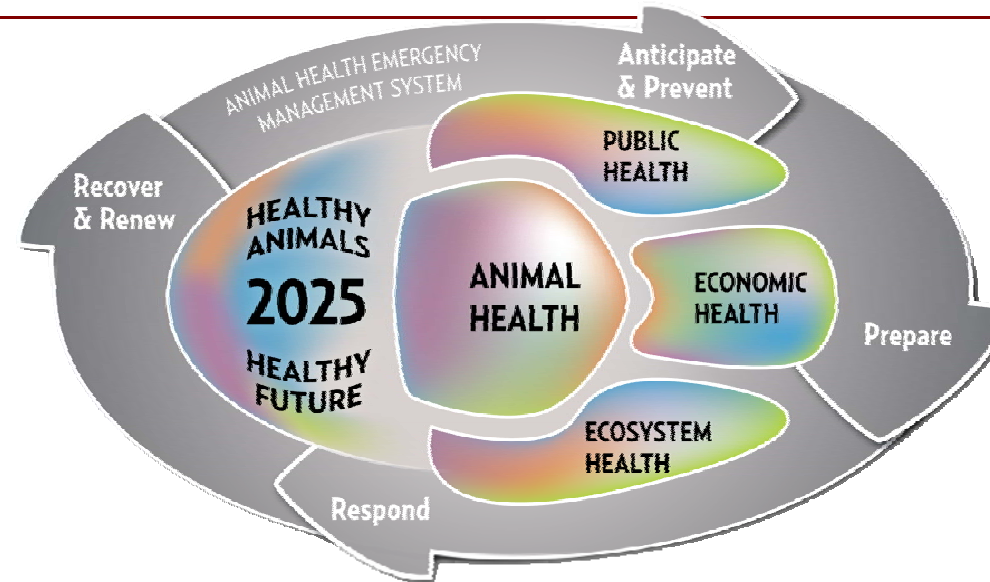 ANIMAL HEALTH EMERGENCY
MANAGEMENT SYSTEM
Anticipate
& Prevent
PUBLIC
HEALTH
Recover
& Renew
HEALTHY
ANIMALS
2025
HEALTHY
FUTURE
ANIMAL
HEALTH
ECONOMIC
HEALTH
Prepare
ECOSYSTEM
HEALTH
Respond